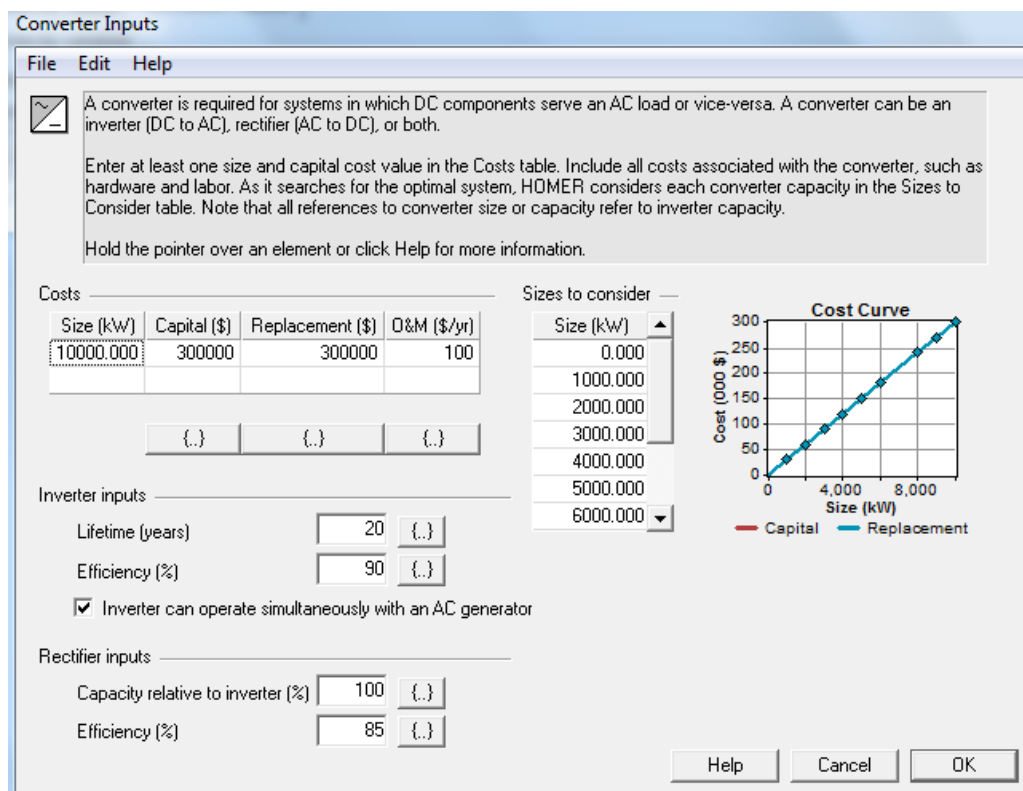 Converter Inputs
File Edit Help
A converter is required for systems in which DC components serve an AC load or vice-versa. A converter can be an
inverter (DC to AC), rectifier (AC to DC), or both.
Enter at least one size and capital cost value in the Costs table. Include all costs associated with the converter, such as
hardware and labor. As it searches for the optimal system, HOMER considers each converter capacity in the Sizes to
Consider table. Note that all references to converter size or capacity refer to inverter capacity.
Hold the pointer over an element or click Help for more information.
Costs
Size (kW) Capital ($) Replacement ($) O&M ($/yr)
10000.000 300000 300000 100
{..} {..} {..}
Sizes to consider
Size (kW)
0.000
1000.000
2000.000
3000.000
4000.000
5000.000
6000.000
Cost Curve
Cost (000 $)
300
250
200
150
100
50
0
0 4,000 8,000
Size (kW)
Capital Replacement
Inverter inputs
Lifetime (years) 20 {..}
Efficiency (%) 90 {..}
Inverter can operate simultaneously with an AC generator
Rectifier inputs
Capacity relative to inverter (%) 100 {..}
Efficiency (%) 85 {..}
Help Cancel OK